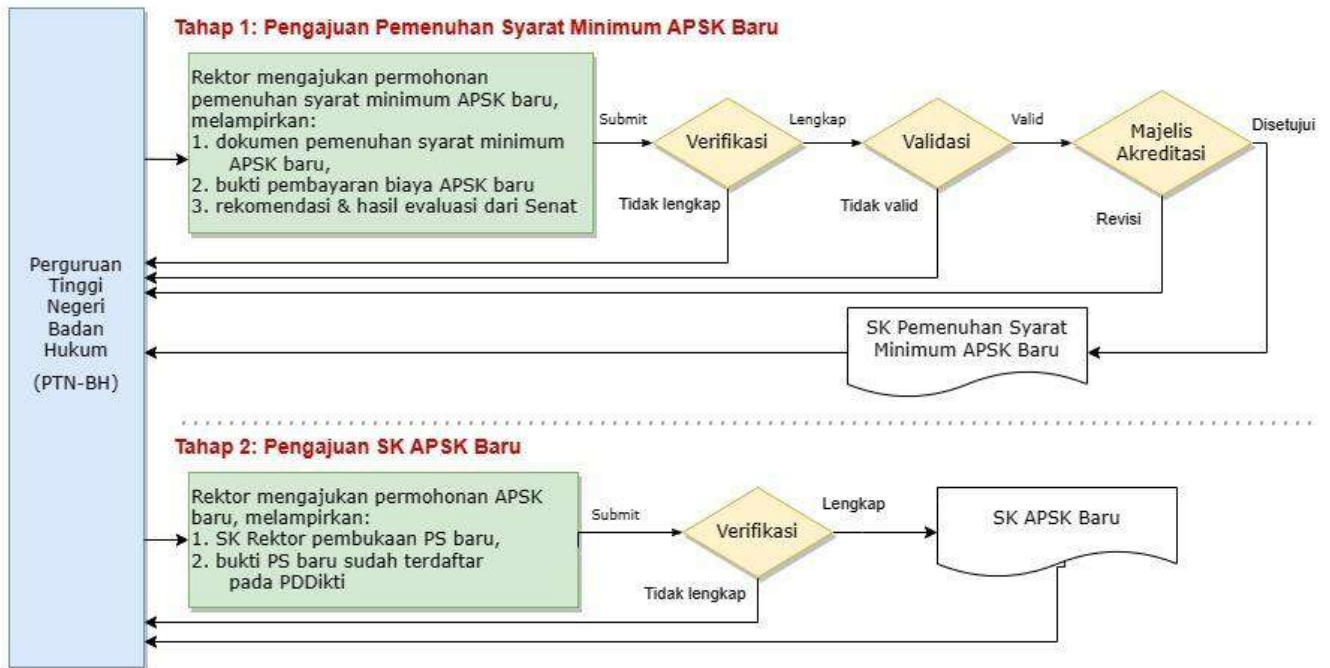 Tahap 1: Pengajuan Pemenuhan Syarat Minimum APSK Baru
Rektor mengajukan permohonan
pemenuhan syarat minimum APSK baru,
melampirkan:
1. dokumen pemenuhan syarat minimum
APSK baru,
2. bukti pembayaran biaya APSK baru
3. rekomendasi & hasil evaluasi dari Senat
Submit
Verifikasi
Lengkap
Validasi
Valid
Majelis
Akreditasi
Disetujui
Tidak lengkap
Tidak valid
Revisi
Perguruan
Tinggi
Negeri
Badan
Hukum
(PTN-BH)
SK Pemenuhan Syarat
Minimum APSK Baru
Tahap 2: Pengajuan SK APSK Baru
Rektor mengajukan permohonan APSK
baru, melampirkan:
1. SK Rektor pembukaan PS baru,
2. bukti PS baru sudah terdaftar
pada PDDikti
Submit
Verifikasi
Lengkap
SK APSK Baru
Tidak lengkap